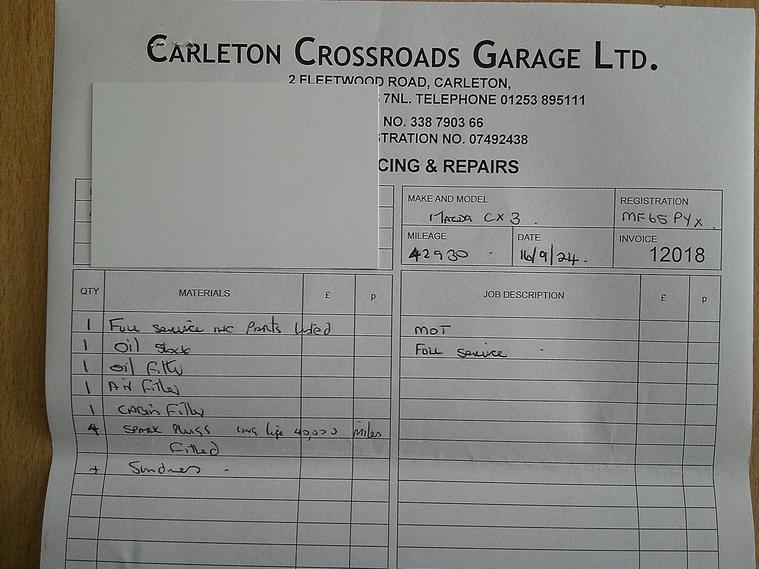 CARLETON CROSSROADS GARAGE LTD.
2 FLEETWOOD ROAD, CARLETON,
7NL. TELEPHONE 01253 895111
NO. 338 7903 66
STRATION NO. 07492438
CING & REPAIRS
MAKE AND MODEL
Mazda CX 3
REGISTRATION
MF65 PYX
MILEAGE
42930
DATE
16/9/24
INVOICE
12018
QTY MATERIALS £ p
JOB DESCRIPTION £ p
1 Full service inc parts listed
1 Oil stock
1 Oil filter
1 Air filter
1 Cabin filter
4 Spark plugs long life 40,000 miles
fitted
+ Sundries
MOT
Full service